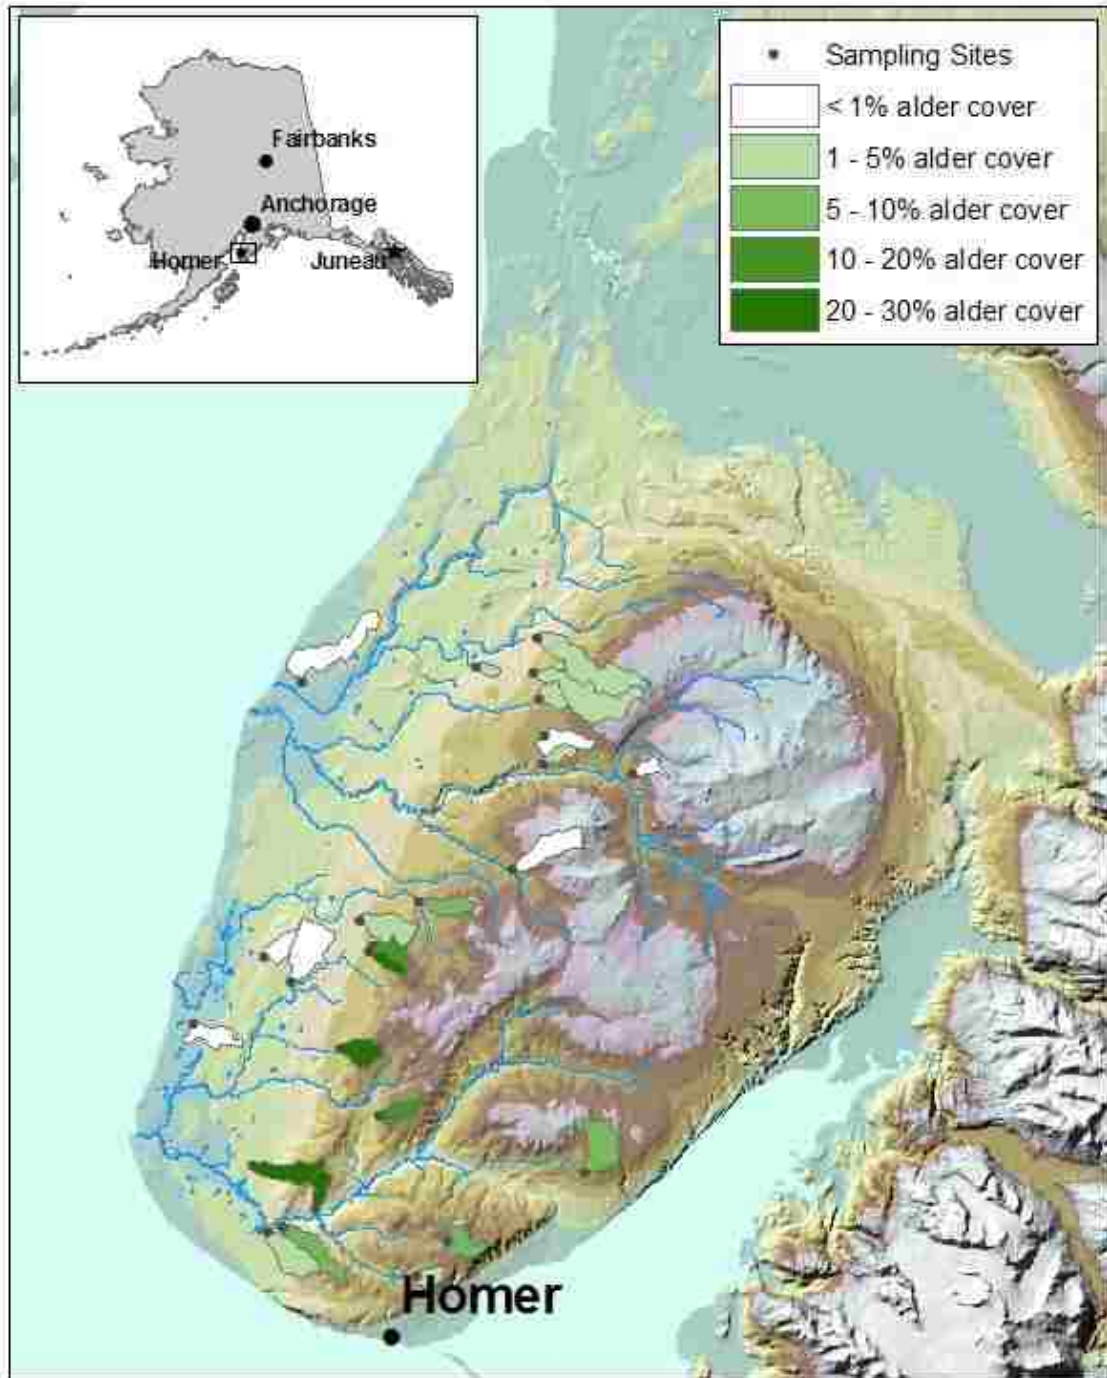 Fairbanks
Anchorage
Homer
Juneau
Sampling Sites
< 1% alder cover
1 - 5% alder cover
5 - 10% alder cover
10 - 20% alder cover
20 - 30% alder cover
Homer